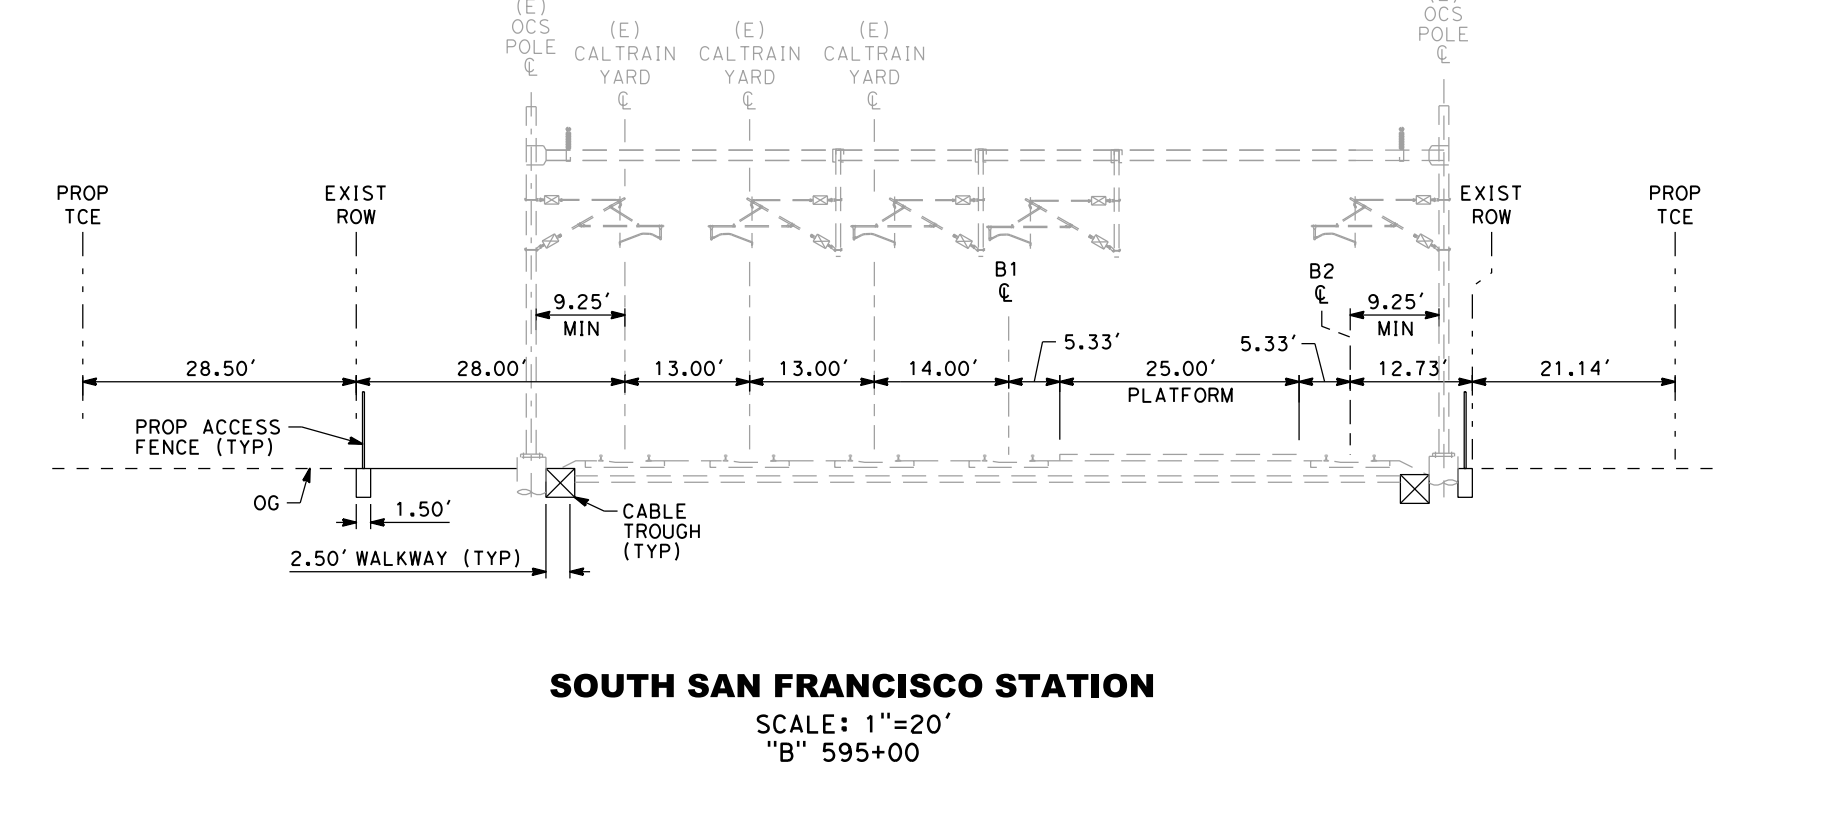 (E)
OCS
POLE
℄
(E)
CALTRAIN
YARD
℄
(E)
CALTRAIN
YARD
℄
(E)
CALTRAIN
YARD
℄
OCS
POLE
℄
PROP
TCE
EXIST
ROW
EXIST
ROW
PROP
TCE
B1
℄
B2
℄
9.25'
MIN
9.25'
MIN
5.33'
5.33'
28.50'
28.00'
13.00'
13.00'
14.00'
25.00'
PLATFORM
12.73'
21.14'
PROP ACCESS
FENCE (TYP)
OG
1.50'
2.50' WALKWAY (TYP)
CABLE
TROUGH
(TYP)
SOUTH SAN FRANCISCO STATION
SCALE: 1"=20'
"B" 595+00